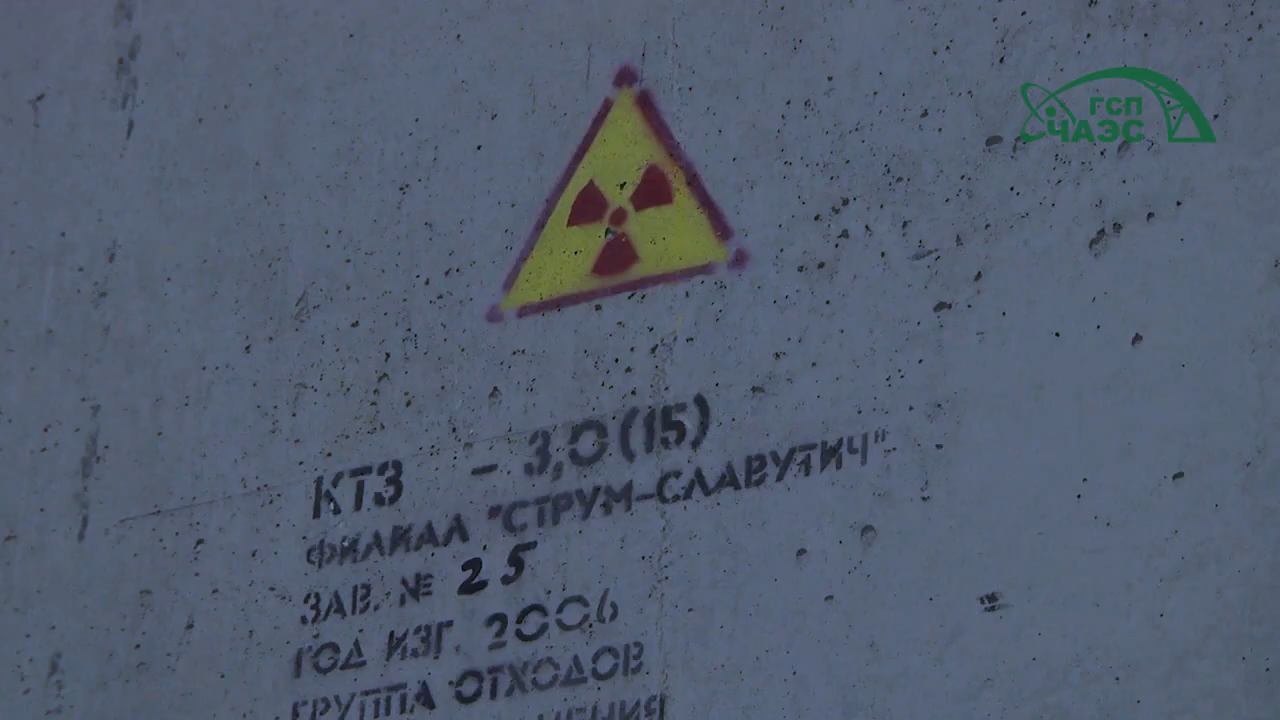 ГСП
ЧАЭС
КТЗ - 3,0 (15)
ФИЛИАЛ "СТРУМ-СЛАВУТИЧ"
ЗАВ. № 25
ГОД ИЗГ. 2006
ГРУППА ОТХОДОВ